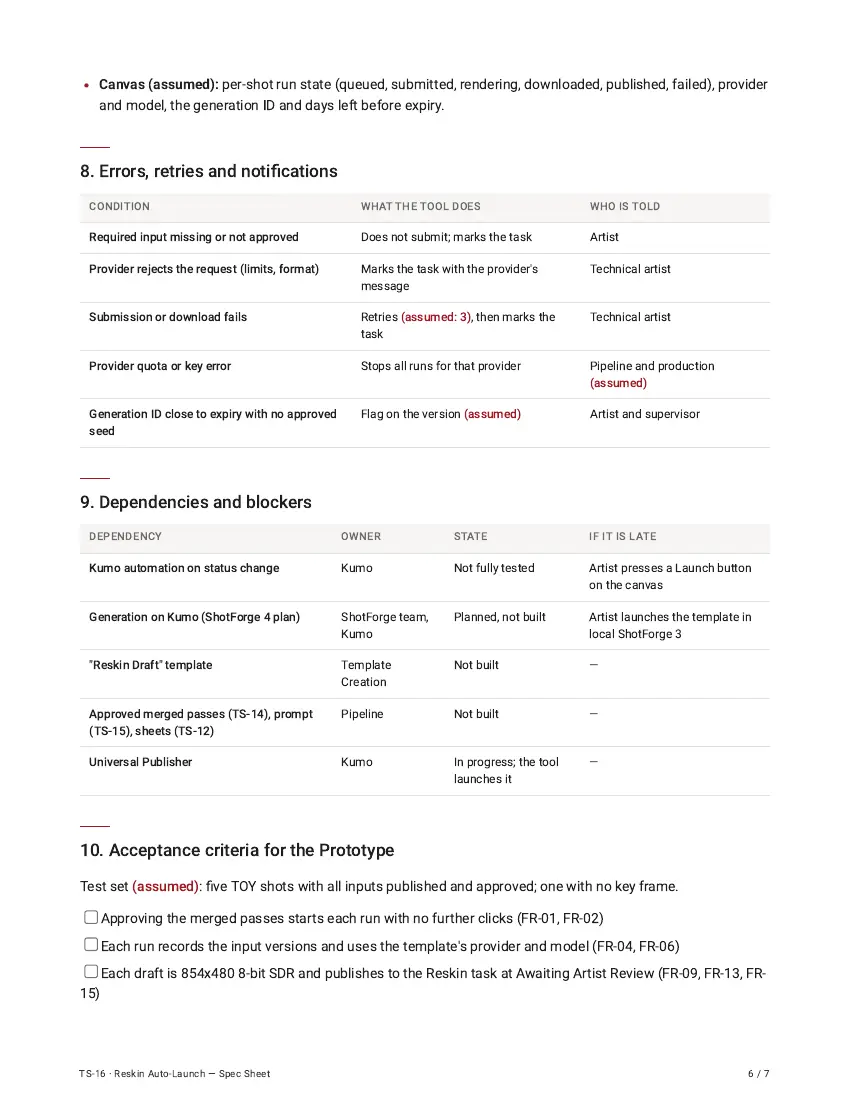 • Canvas (assumed): per-shot run state (queued, submitted, rendering, downloaded, published, failed), provider
and model, the generation ID and days left before expiry.
8. Errors, retries and notifications
CONDITION WHAT THE TOOL DOES WHO IS TOLD
Required input missing or not approved Does not submit; marks the task Artist
Provider rejects the request (limits, format) Marks the task with the provider's Technical artist
message
Submission or download fails Retries (assumed: 3), then marks the Technical artist
task
Provider quota or key error Stops all runs for that provider Pipeline and production
(assumed)
Generation ID close to expiry with no approved Flag on the version (assumed) Artist and supervisor
seed
9. Dependencies and blockers
DEPENDENCY OWNER STATE IF IT IS LATE
Kumo automation on status change Kumo Not fully tested Artist presses a Launch button
on the canvas
Generation on Kumo (ShotForge 4 plan) ShotForge team, Planned, not built Artist launches the template in
Kumo local ShotForge 3
"Reskin Draft" template Template Not built —
Creation
Approved merged passes (TS-14), prompt Pipeline Not built —
(TS-15), sheets (TS-12)
Universal Publisher Kumo In progress; the tool —
launches it
10. Acceptance criteria for the Prototype
Test set (assumed): five TOY shots with all inputs published and approved; one with no key frame.
Approving the merged passes starts each run with no further clicks (FR-01, FR-02)
Each run records the input versions and uses the template's provider and model (FR-04, FR-06)
Each draft is 854x480 8-bit SDR and publishes to the Reskin task at Awaiting Artist Review (FR-09, FR-13, FR-
15)
TS-16 · Reskin Auto-Launch — Spec Sheet 6 / 7